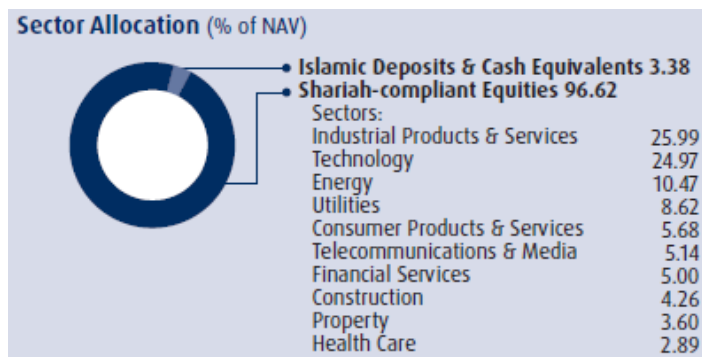 Sector Allocation (% of NAV)
Islamic Deposits & Cash Equivalents 3.38
Shariah-compliant Equities 96.62
Sectors:
Industrial Products & Services 25.99
Technology 24.97
Energy 10.47
Utilities 8.62
Consumer Products & Services 5.68
Telecommunications & Media 5.14
Financial Services 5.00
Construction 4.26
Property 3.60
Health Care 2.89